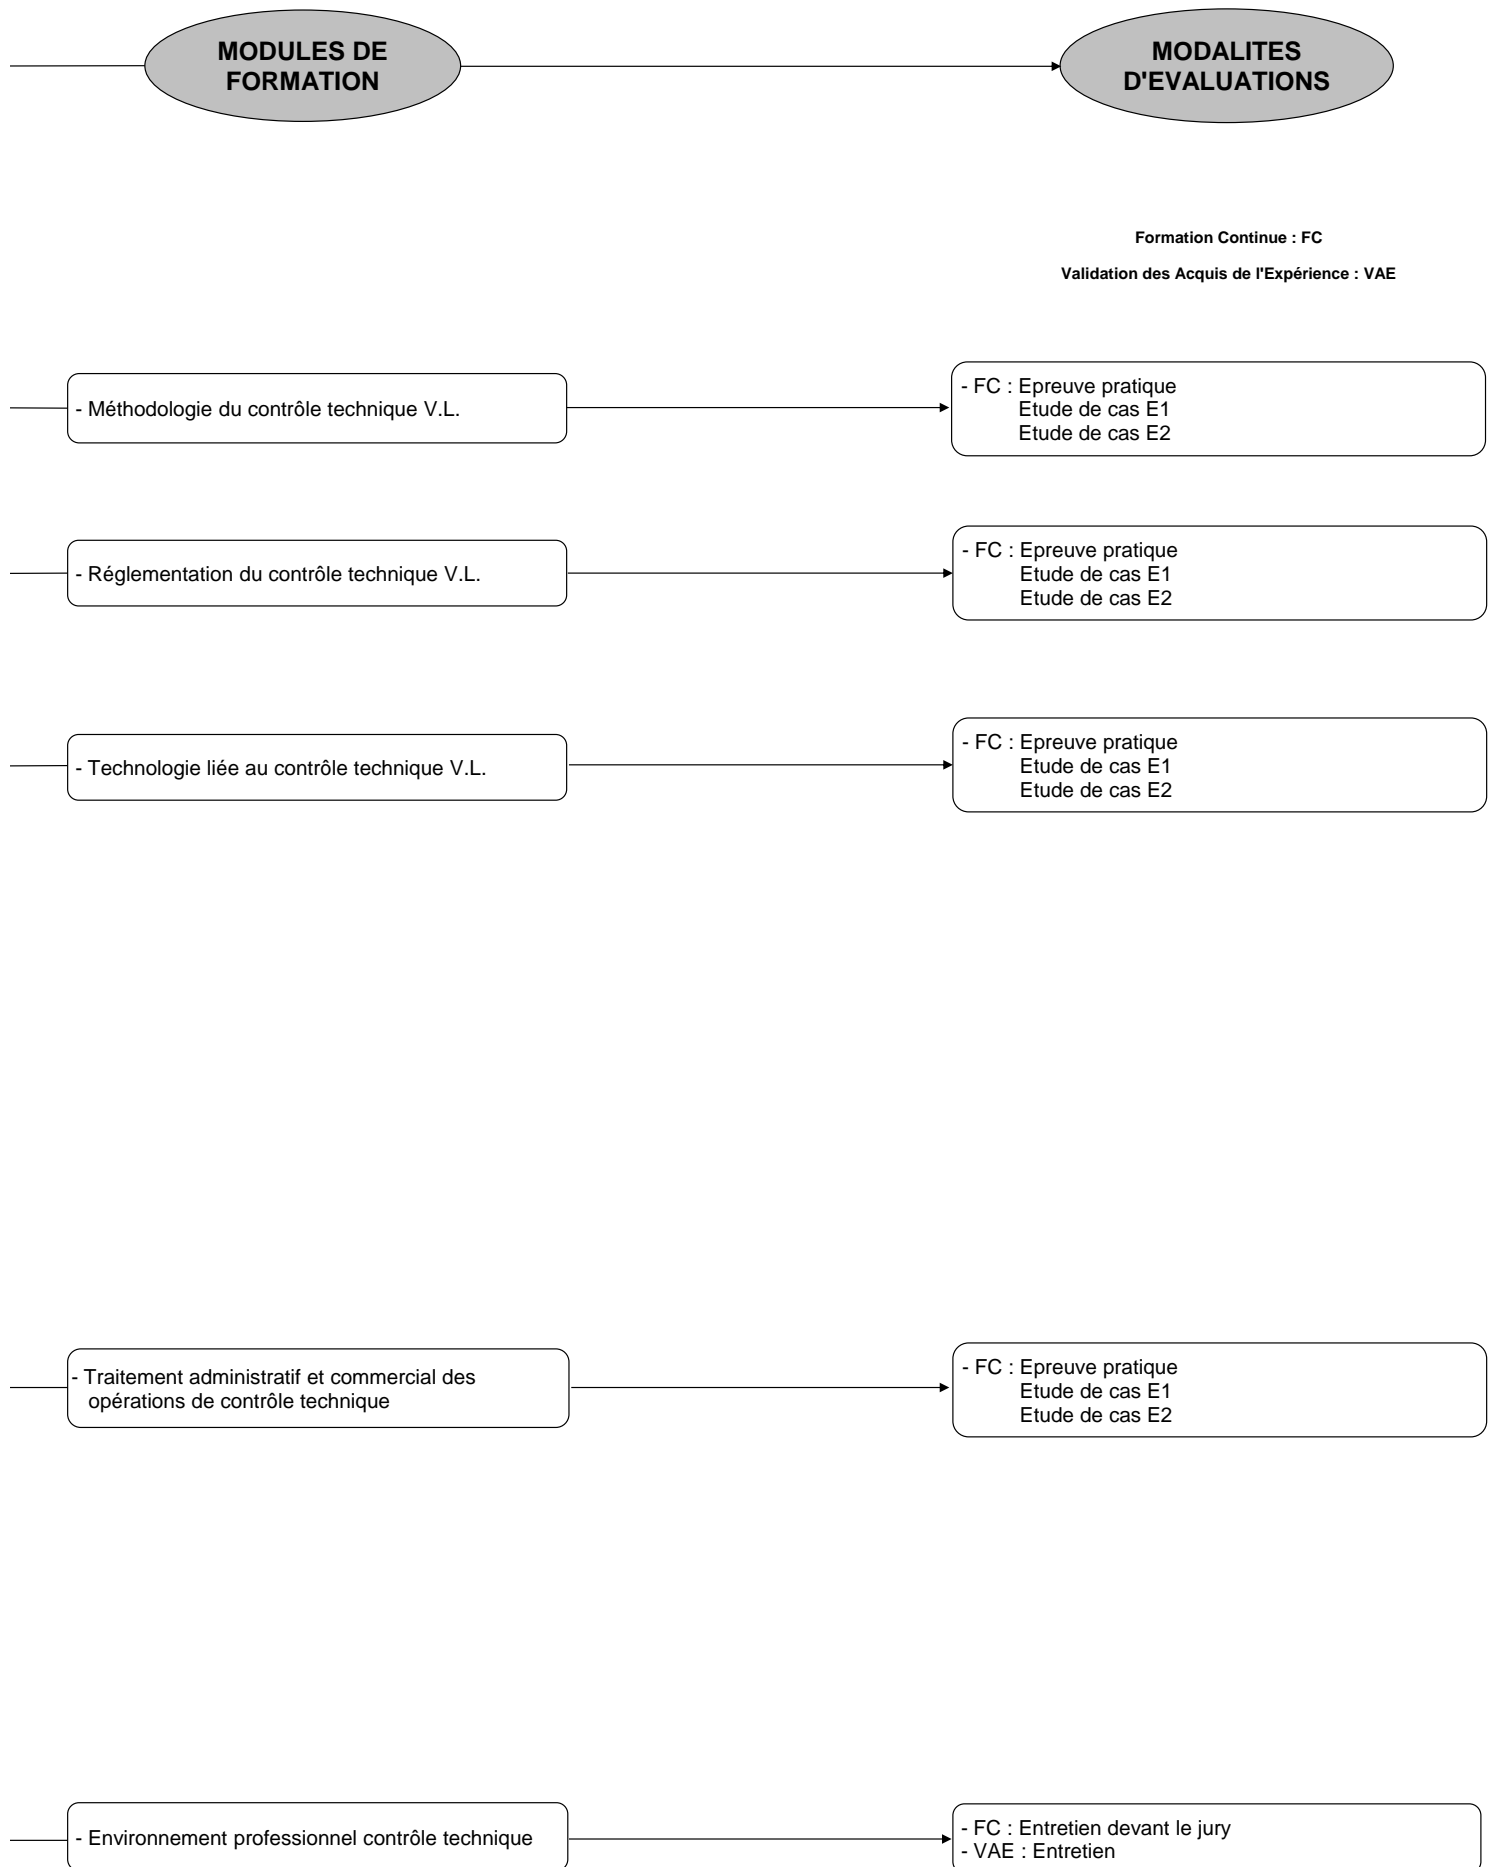 MODULES DE
FORMATION
MODALITES
D'EVALUATIONS
Formation Continue : FC
Validation des Acquis de l'Expérience : VAE
- Méthodologie du contrôle technique V.L.
- FC : Epreuve pratique
Etude de cas E1
Etude de cas E2
- Réglementation du contrôle technique V.L.
- FC : Epreuve pratique
Etude de cas E1
Etude de cas E2
- Technologie liée au contrôle technique V.L.
- FC : Epreuve pratique
Etude de cas E1
Etude de cas E2
- Traitement administratif et commercial des
opérations de contrôle technique
- FC : Epreuve pratique
Etude de cas E1
Etude de cas E2
- Environnement professionnel contrôle technique
- FC : Entretien devant le jury
- VAE : Entretien